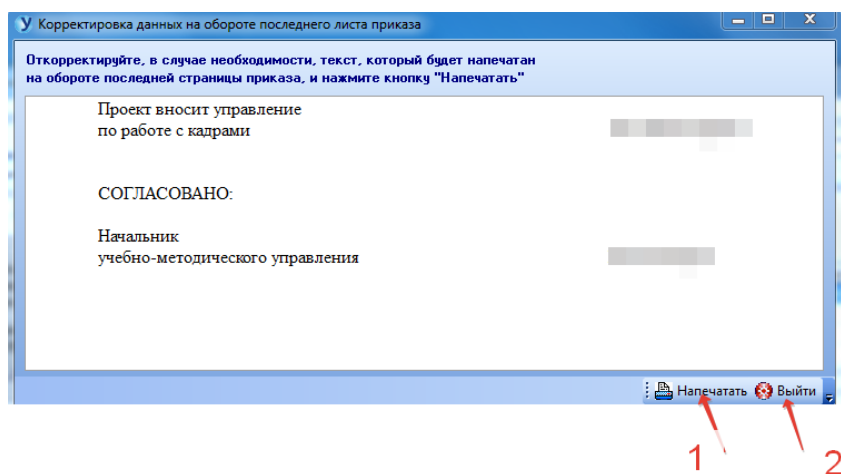 У Корректировка данных на обороте последнего листа приказа
Откорректируйте, в случае необходимости, текст, который будет напечатан
на обороте последней страницы приказа, и нажмите кнопку "Напечатать"
Проект вносит управление
по работе с кадрами
СОГЛАСОВАНО:
Начальник
учебно-методического управления
Напечатать Выйти
1 2